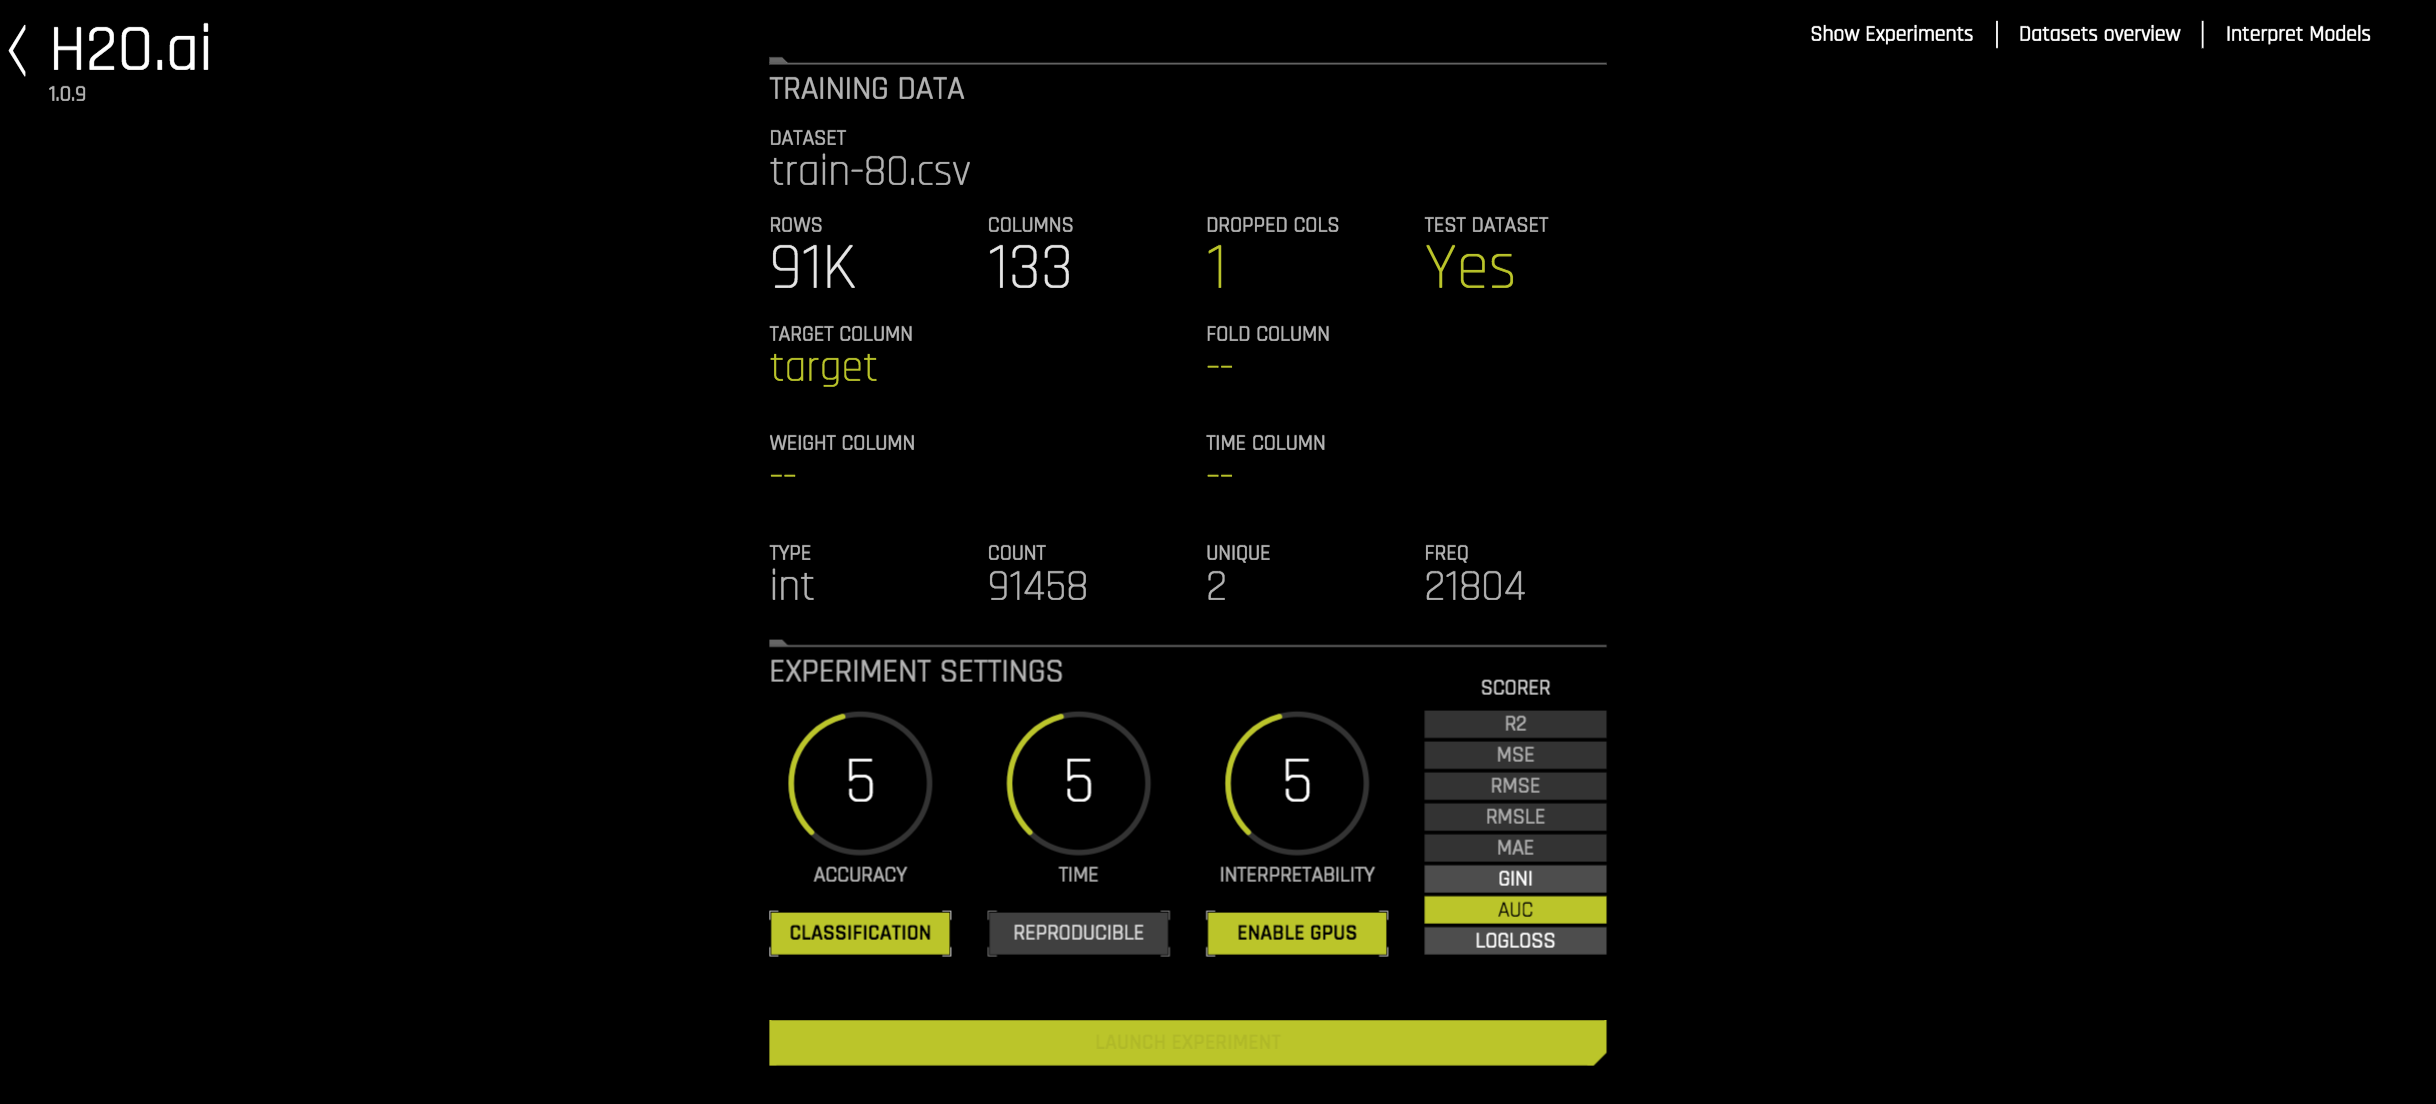 H2O.ai
1.0.9
Show Experiments | Datasets overview | Interpret Models
TRAINING DATA
DATASET
train-80.csv
ROWS COLUMNS DROPPED COLS TEST DATASET
91K 133 1 Yes
TARGET COLUMN FOLD COLUMN
target --
WEIGHT COLUMN TIME COLUMN
-- --
TYPE COUNT UNIQUE FREQ
int 91458 2 21804
EXPERIMENT SETTINGS
5 5 5
ACCURACY TIME INTERPRETABILITY
CLASSIFICATION REPRODUCIBLE ENABLE GPUS
SCORER
R2
MSE
RMSE
RMSLE
MAE
GINI
AUC
LOGLOSS
LAUNCH EXPERIMENT